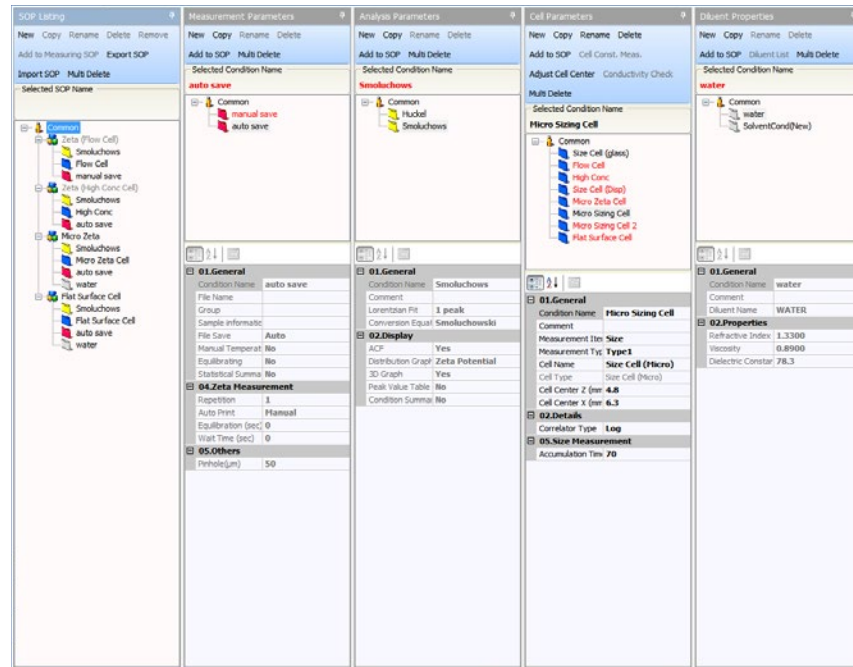 SOP Listing
New Copy Rename Delete Remove
Add to Measuring SOP Export SOP
Import SOP Multi Delete
Selected SOP Name
Common
Zeta (Flow Cell)
Smoluchows
Flow Cell
manual save
Zeta (High Conc Cell)
Smoluchows
High Conc
auto save
Micro Zeta
Smoluchows
Micro Zeta Cell
auto save
water
Flat Surface Cell
Smoluchows
Flat Surface Cell
auto save
water
Measurement Parameters
New Copy Rename Delete
Add to SOP Multi Delete
Selected Condition Name
auto save
Common
manual save
auto save
01.General
Condition Name auto save
File Name
Group
Sample informatic
File Save Auto
Manual Temperat No
Equilibrating No
Statistical Summa No
04.Zeta Measurement
Repetition 1
Auto Print Manual
Equilibration (sec) 0
Wait Time (sec) 0
05.Others
Pinhole(μm) 50
Analysis Parameters
New Copy Rename Delete
Add to SOP Multi Delete
Selected Condition Name
Smoluchows
Common
Huckel
Smoluchows
01.General
Condition Name Smoluchows
Comment
Lorentzian Fit 1 peak
Conversion Equat Smoluchowski
02.Display
ACF Yes
Distribution Graph Zeta Potential
3D Graph Yes
Peak Value Table No
Condition Summar No
Cell Parameters
New Copy Rename Delete
Add to SOP Cell Const. Meas.
Adjust Cell Center Conductivity Check
Multi Delete
Selected Condition Name
Micro Sizing Cell
Common
Size Cell (glass)
Flow Cell
High Conc
Size Cell (Disp)
Micro Zeta Cell
Micro Sizing Cell
Micro Sizing Cell 2
Flat Surface Cell
01.General
Condition Name Micro Sizing Cell
Comment
Measurement Iten Size
Measurement Typ Type1
Cell Name Size Cell (Micro)
Cell Type Size Cell (Micro)
Cell Center Z (mm 4.8
Cell Center X (mm 6.3
02.Details
Correlator Type Log
05.Size Measurement
Accumulation Time 70
Diluent Properties
New Copy Rename Delete
Add to SOP Diluent List Multi Delete
Selected Condition Name
water
Common
water
SolventCond(New)
01.General
Condition Name water
Comment
Diluent Name WATER
02.Properties
Refractive Index 1.3300
Viscosity 0.8900
Dielectric Constar 78.3